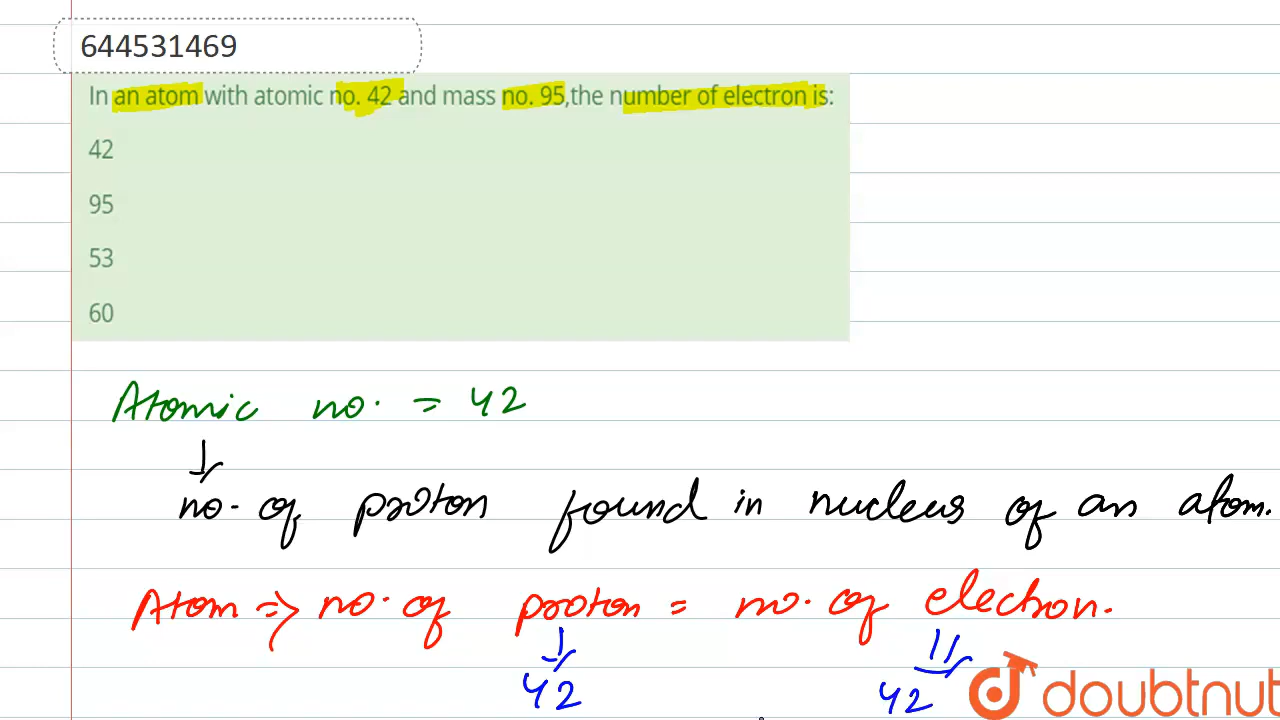 644531469
In an atom with atomic no. 42 and mass no. 95,the number of electron is:
42
95
53
60
Atomic no. = 42
no. of proton found in nucleus of an atom.
Atom => no. of proton = no. of electron.
42 42
doubtnut